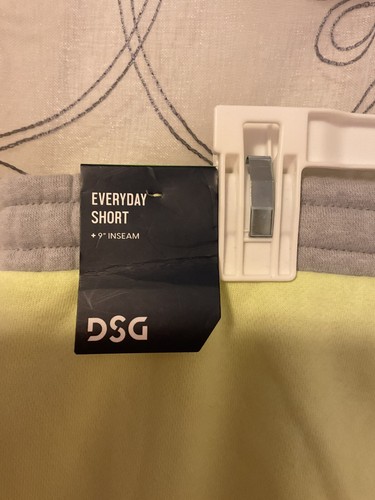 EVERYDAY
SHORT
+ 9" INSEAM
DSG